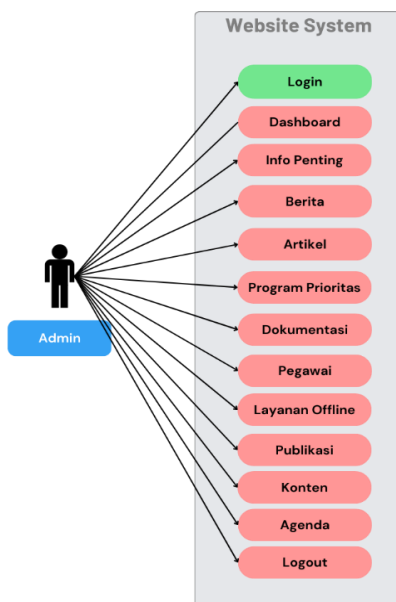 Website System
Login
Dashboard
Info Penting
Berita
Artikel
Program Prioritas
Dokumentasi
Admin
Pegawai
Layanan Offline
Publikasi
Konten
Agenda
Logout